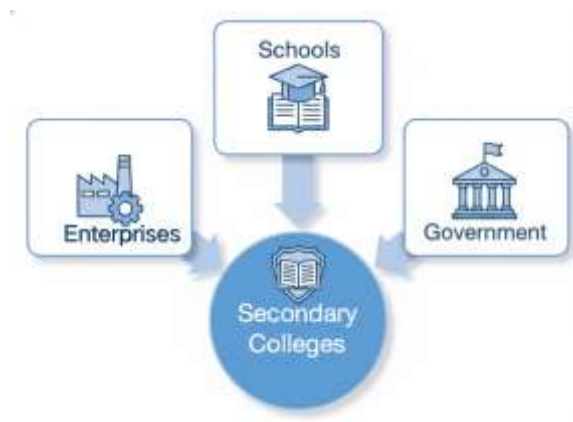 Schools
Enterprises
Government
Secondary
Colleges